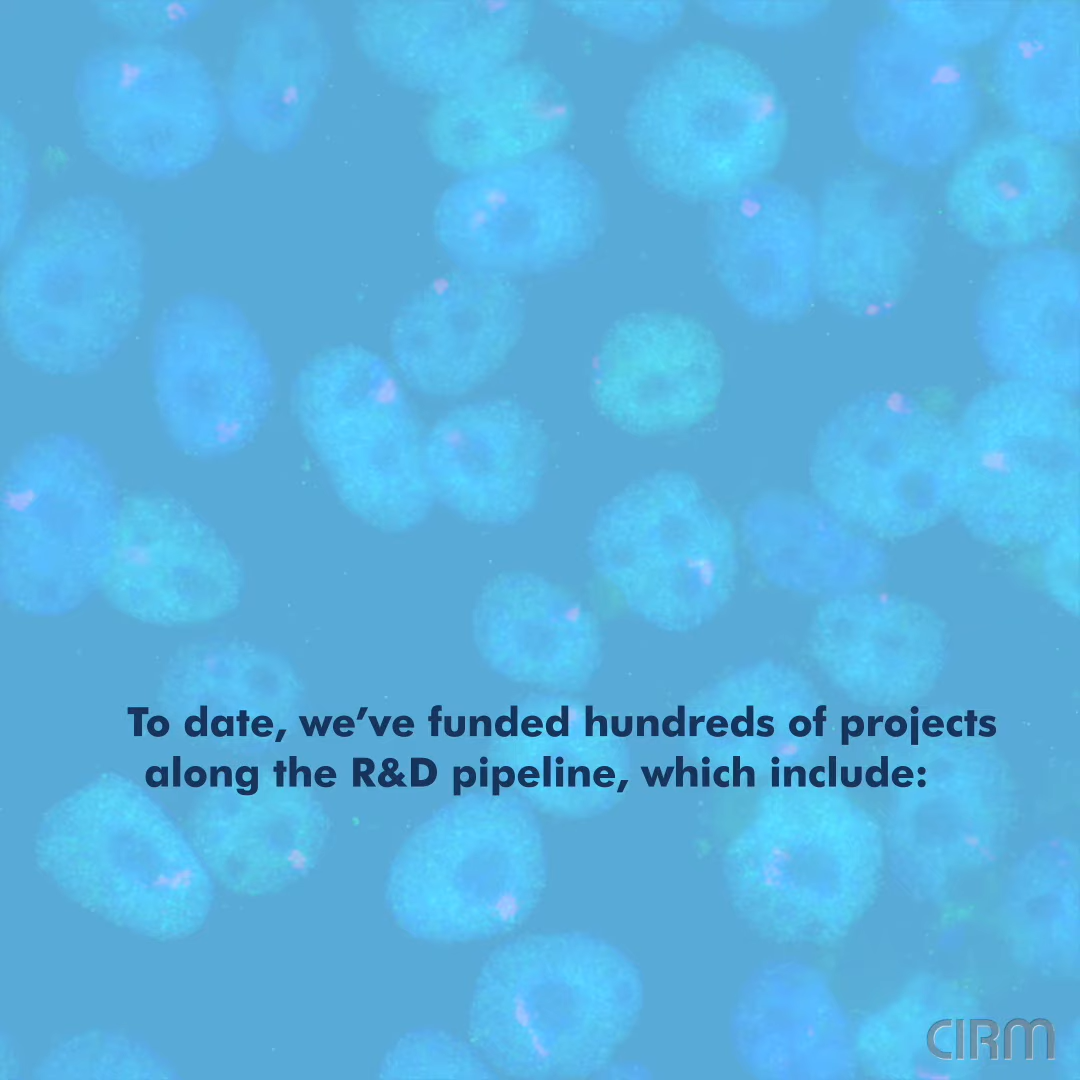 To date, we’ve funded hundreds of projects
along the R&D pipeline, which include:
CIRM